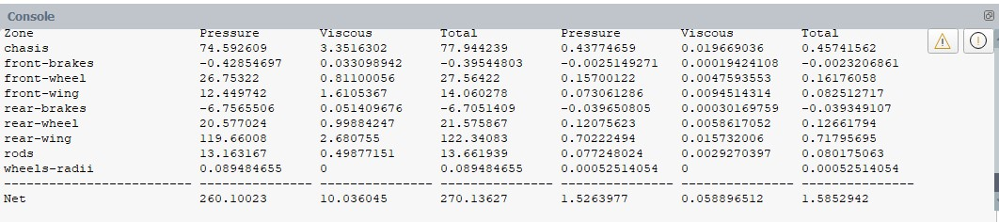 Console
Zone Pressure Viscous Total Pressure Viscous Total
chasis 74.592609 3.3516302 77.944239 0.43774659 0.019669036 0.45741562
front-brakes -0.42854697 0.033098942 -0.39544803 -0.0025149271 0.00019424108 -0.0023206861
front-wheel 26.75322 0.81100056 27.56422 0.15700122 0.0047593553 0.16176058
front-wing 12.449742 1.6105367 14.060278 0.073061286 0.0094514314 0.082512717
rear-brakes -6.7565506 0.051409676 -6.7051409 -0.039650805 0.00030169759 -0.039349107
rear-wheel 20.577024 0.99884247 21.575867 0.12075623 0.0058617052 0.12661794
rear-wing 119.66008 2.680755 122.34083 0.70222494 0.015732006 0.71795695
rods 13.163167 0.49877151 13.661939 0.077248024 0.0029270397 0.080175063
wheels-radii 0.089484655 0 0.089484655 0.00052514054 0 0.00052514054
------------------------- --------------- --------------- --------------- --------------- --------------- ---------------
Net 260.10023 10.036045 270.13627 1.5263977 0.058896512 1.5852942